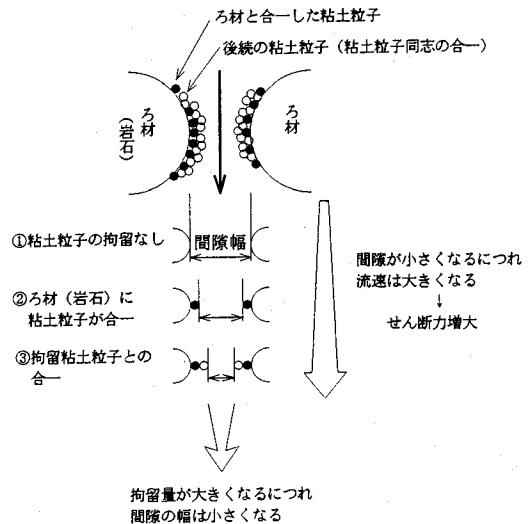 ろ材と合一した粘土粒子
後続の粘土粒子（粘土粒子同志の合一）
ろ材
（岩石）
ろ材
①粘土粒子の拘留なし
間隙幅
②ろ材（岩石）に
粘土粒子が合一
③拘留粘土粒子との
合一
間隙が小さくなるにつれ
流速は大きくなる
↓
せん断力増大
拘留量が大きくなるにつれ
間隙の幅は小さくなる